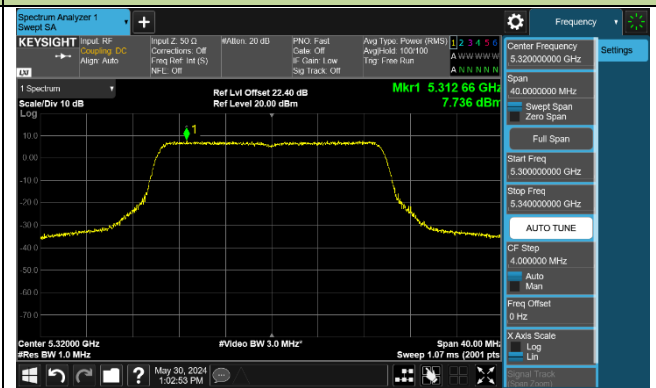 Spectrum Analyzer 1
Swept SA
+
Frequency
KEYSIGHT
Input: RF
Coupling: DC
Align: Auto
Input Z: 50 Ω
Corrections: Off
Freq Ref: Int (S)
NFE: Off
#Atten: 20 dB
PNO: Fast
Gate: Off
IF Gain: Low
Sig Track: Off
Avg Type: Power (RMS)
Avg|Hold: 100/100
Trig: Free Run
1 2 3 4 5 6
A W W W W W
A N N N N N
LXI
1 Spectrum
Scale/Div 10 dB
Log
Ref Lvl Offset 22.40 dB
Ref Level 20.00 dBm
Mkr1 5.312 66 GHz
7.736 dBm
1
10.0
0.00
-10.0
-20.0
-30.0
-40.0
-50.0
-60.0
-70.0
Center 5.32000 GHz
#Res BW 1.0 MHz
#Video BW 3.0 MHz*
Span 40.00 MHz
Sweep 1.07 ms (2001 pts)
?
May 30, 2024
1:02:53 PM
Center Frequency
5.320000000 GHz
Span
40.0000000 MHz
Swept Span
Zero Span
Full Span
Start Freq
5.300000000 GHz
Stop Freq
5.340000000 GHz
AUTO TUNE
CF Step
4.000000 MHz
Auto
Man
Freq Offset
0 Hz
X Axis Scale
Log
Lin
Signal Track
(Span Zoom)
Settings